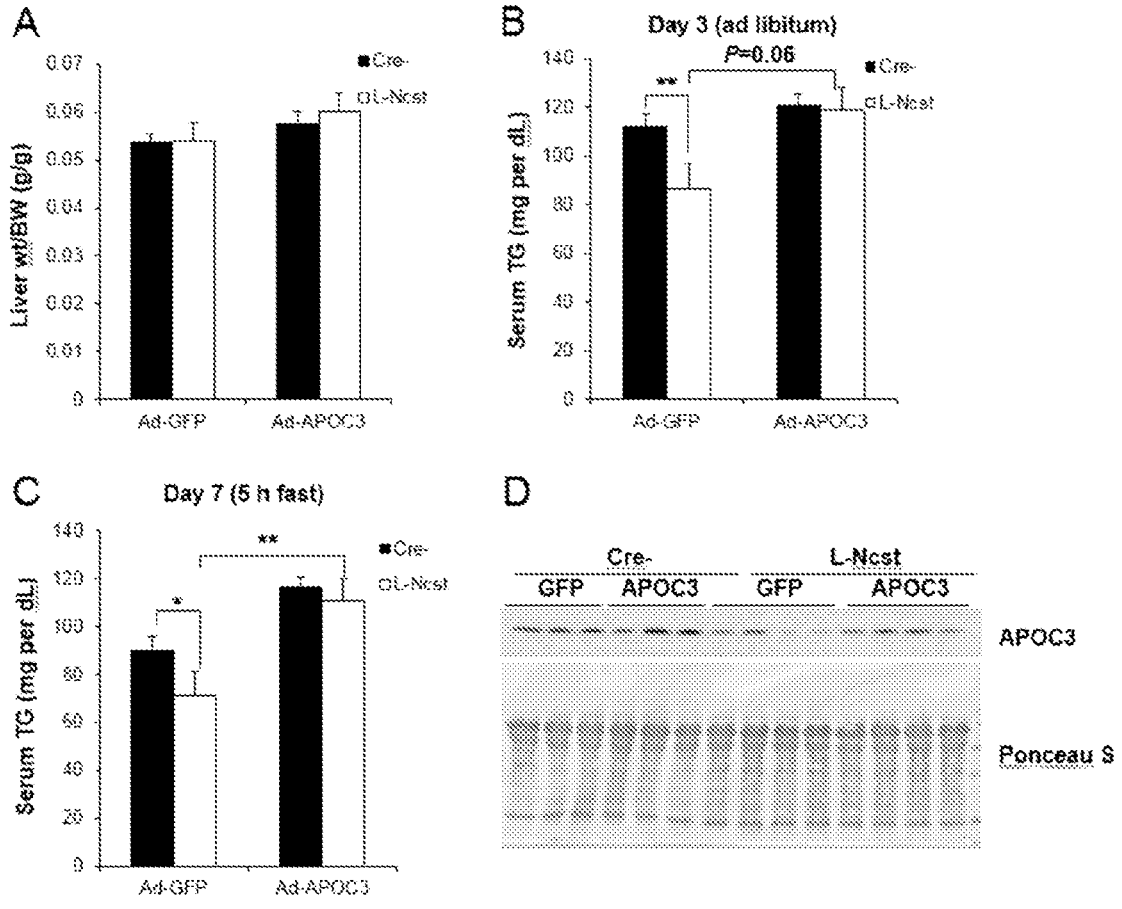 A
Liver wt/BW (g/g)
0.07
0.06
0.05
0.04
0.03
0.02
0.01
0
Cre-
L-Ncst
Ad-GFP
Ad-APOC3
B
Day 3 (ad libitum)
P=0.06
**
Serum TG (mg per dL)
140
120
100
80
60
40
20
0
Cre-
L-Ncst
Ad-GFP
Ad-APOC3
C
Day 7 (5 h fast)
**
*
Serum TG (mg per dL)
140
120
100
80
60
40
20
0
Cre-
L-Ncst
Ad-GFP
Ad-APOC3
D
Cre- L-Ncst
GFP APOC3 GFP APOC3
APOC3
Ponceau S